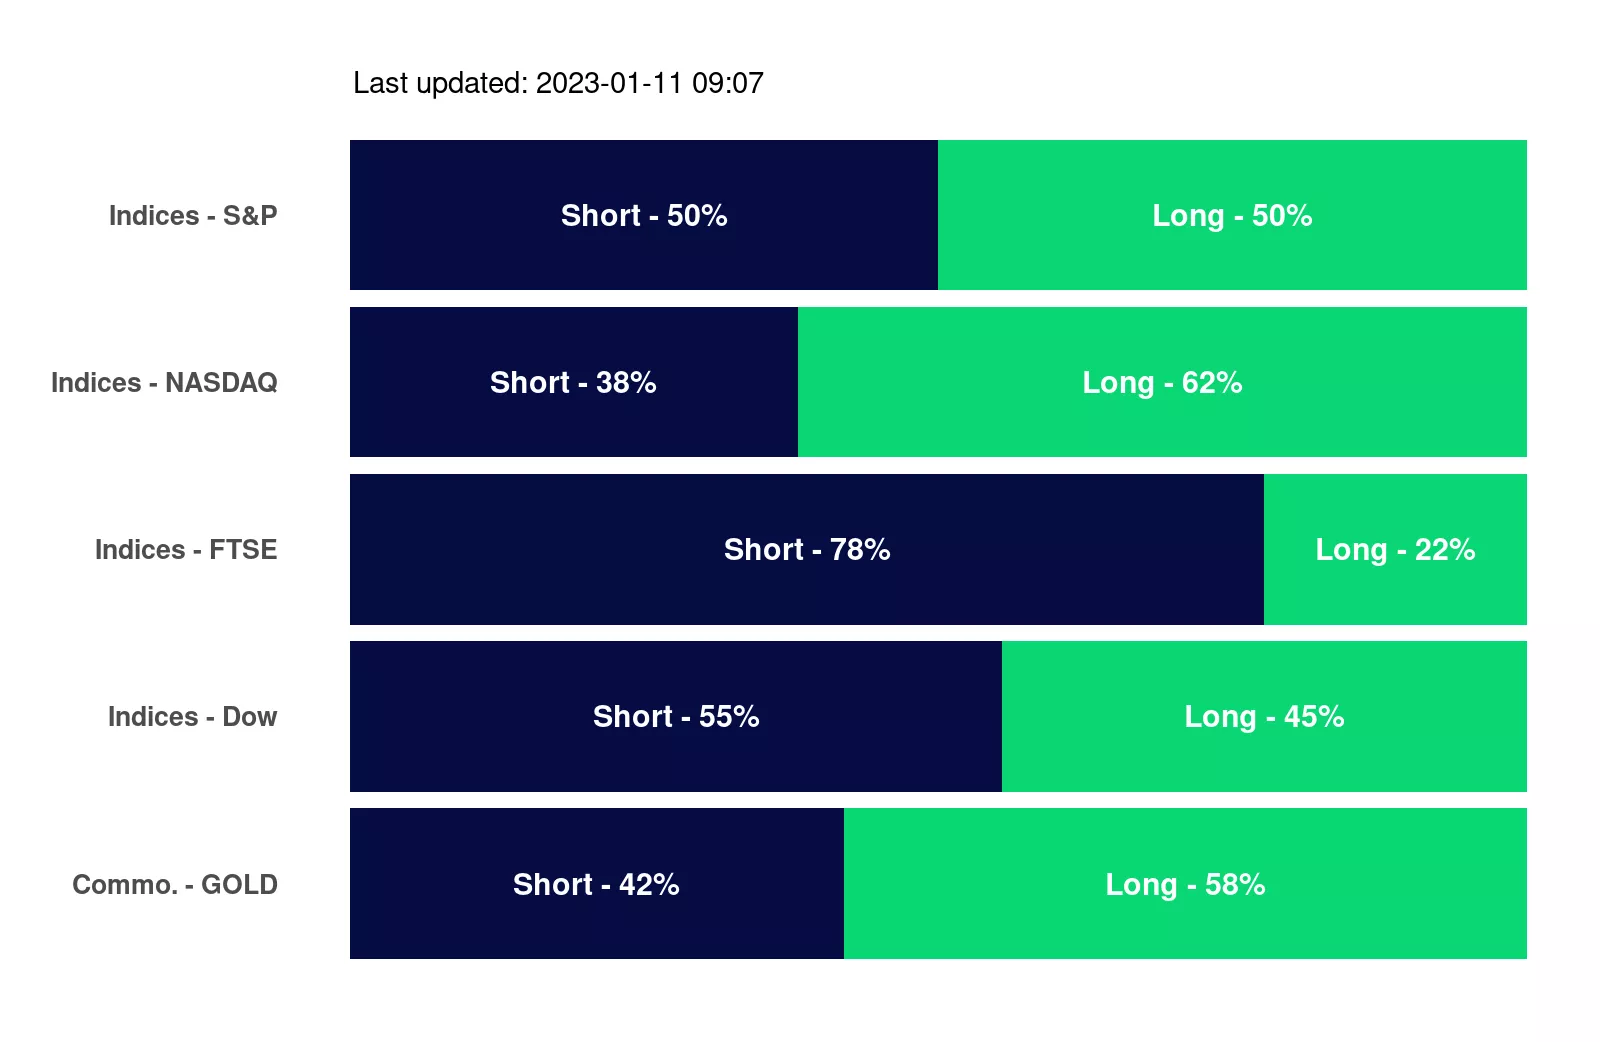 Last updated: 2023-01-11 09:07
Indices - S&P Short - 50% Long - 50%
Indices - NASDAQ Short - 38% Long - 62%
Indices - FTSE Short - 78% Long - 22%
Indices - Dow Short - 55% Long - 45%
Commo. - GOLD Short - 42% Long - 58%